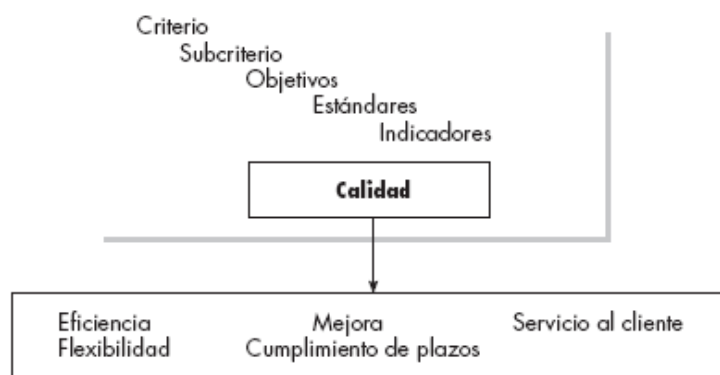 Criterio
Subcriterio
Objetivos
Estándares
Indicadores
Calidad
Eficiencia Mejora Servicio al cliente
Flexibilidad Cumplimiento de plazos